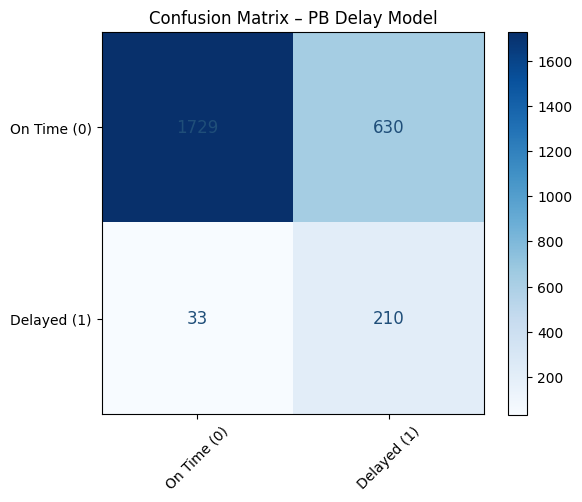 Confusion Matrix – PB Delay Model
On Time (0)
1729
630
Delayed (1)
33
210
On Time (0)
Delayed (1)
1600
1400
1200
1000
800
600
400
200